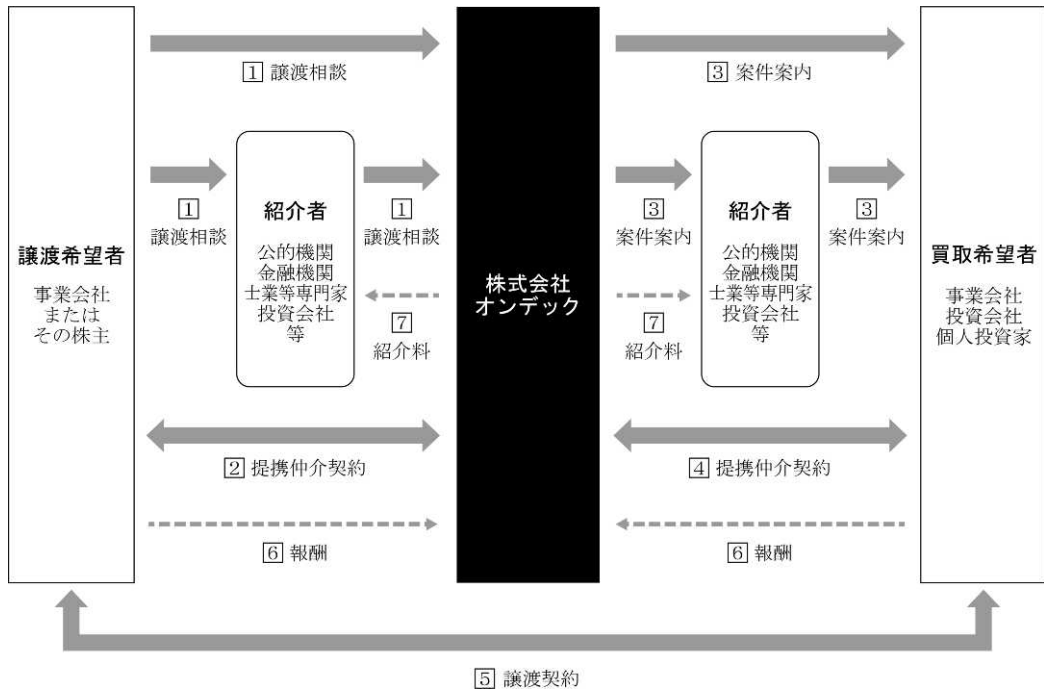 1 譲渡相談
3 案件案内
譲渡希望者
事業会社
または
その株主
1
譲渡相談
紹介者
公的機関
金融機関
士業等専門家
投資会社
等
1
譲渡相談
7
紹介料
株式会社
オンデック
3
案件案内
7
紹介料
紹介者
公的機関
金融機関
士業等専門家
投資会社
等
3
案件案内
買取希望者
事業会社
投資会社
個人投資家
2 提携仲介契約
4 提携仲介契約
6 報酬
6 報酬
5 譲渡契約